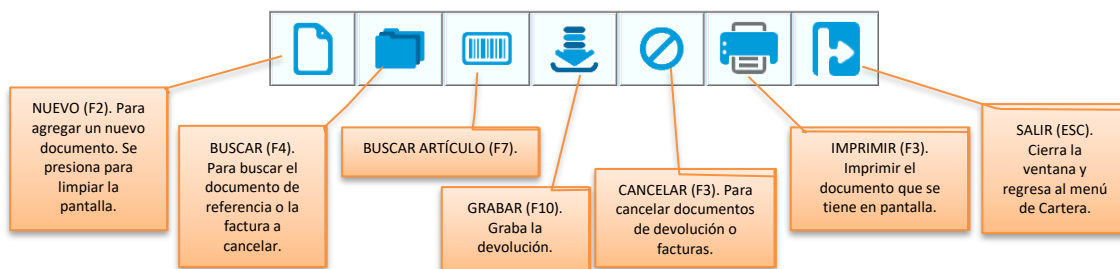 NUEVO (F2). Para
agregar un nuevo
documento. Se
presiona para
limpiar la
pantalla.
BUSCAR (F4).
Para buscar el
documento de
referencia o la
factura a
cancelar.
BUSCAR ARTÍCULO (F7).
GRABAR (F10).
Graba la
devolución.
CANCELAR (F3). Para
cancelar documentos
de devolución o
facturas.
IMPRIMIR (F3).
Imprimir el
documento que se
tiene en pantalla.
SALIR (ESC).
Cierra la
ventana y
regresa al menú
de Cartera.